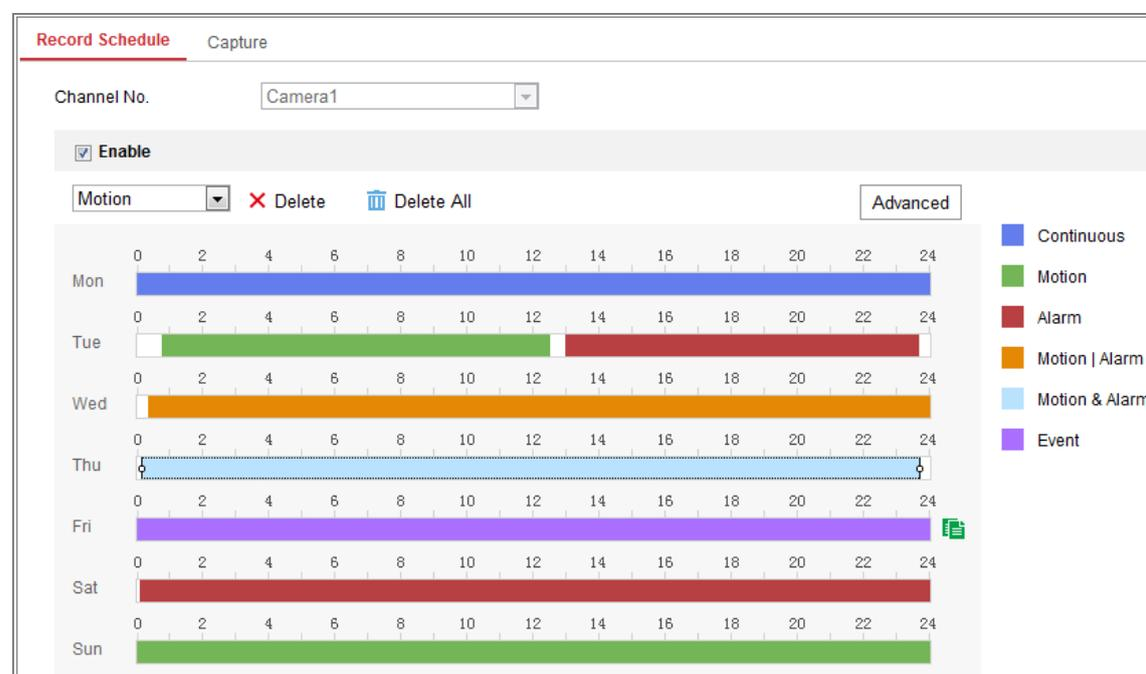 Record Schedule Capture
Channel No. Camera1
Enable
Motion Delete Delete All Advanced
Continuous
0 2 4 6 8 10 12 14 16 18 20 22 24
Mon
Motion
0 2 4 6 8 10 12 14 16 18 20 22 24
Alarm
Tue
Motion | Alarm
0 2 4 6 8 10 12 14 16 18 20 22 24
Wed
Motion & Alarm
0 2 4 6 8 10 12 14 16 18 20 22 24
Event
Thu
0 2 4 6 8 10 12 14 16 18 20 22 24
Fri
0 2 4 6 8 10 12 14 16 18 20 22 24
Sat
0 2 4 6 8 10 12 14 16 18 20 22 24
Sun